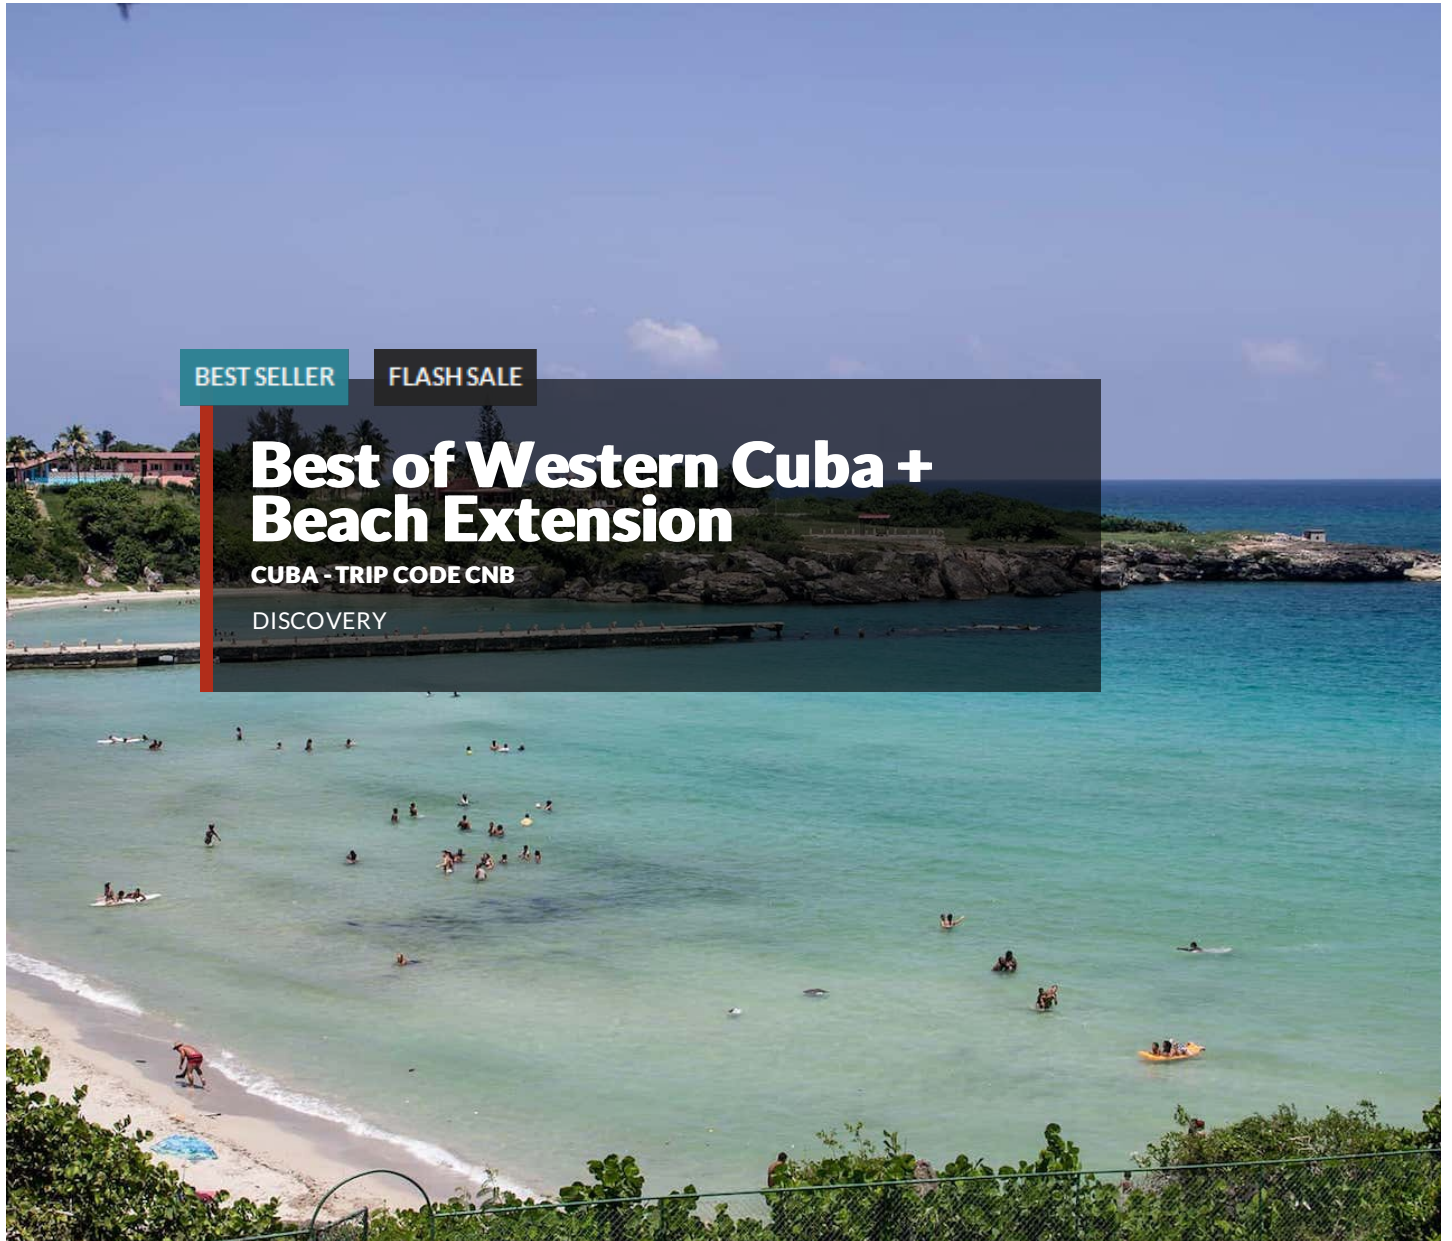 BEST SELLER
FLASH SALE
Best of Western Cuba +
Beach Extension
CUBA - TRIP CODE CNB
DISCOVERY